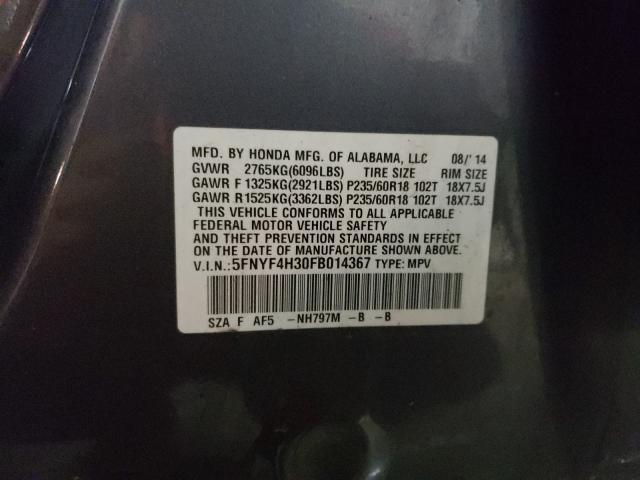 MFD. BY HONDA MFG. OF ALABAMA, LLC 08/'14
GVWR 2765KG(6096LBS) TIRE SIZE RIM SIZE
GAWR F 1325KG(2921LBS) P235/60R18 102T 18X7.5J
GAWR R1525KG(3362LBS) P235/60R18 102T 18X7.5J
THIS VEHICLE CONFORMS TO ALL APPLICABLE
FEDERAL MOTOR VEHICLE SAFETY
AND THEFT PREVENTION STANDARDS IN EFFECT
ON THE DATE OF MANUFACTURE SHOWN ABOVE.
V.I.N.:5FNYF4H30FB014367 TYPE: MPV
SZA F AF5 -NH797M -B -B